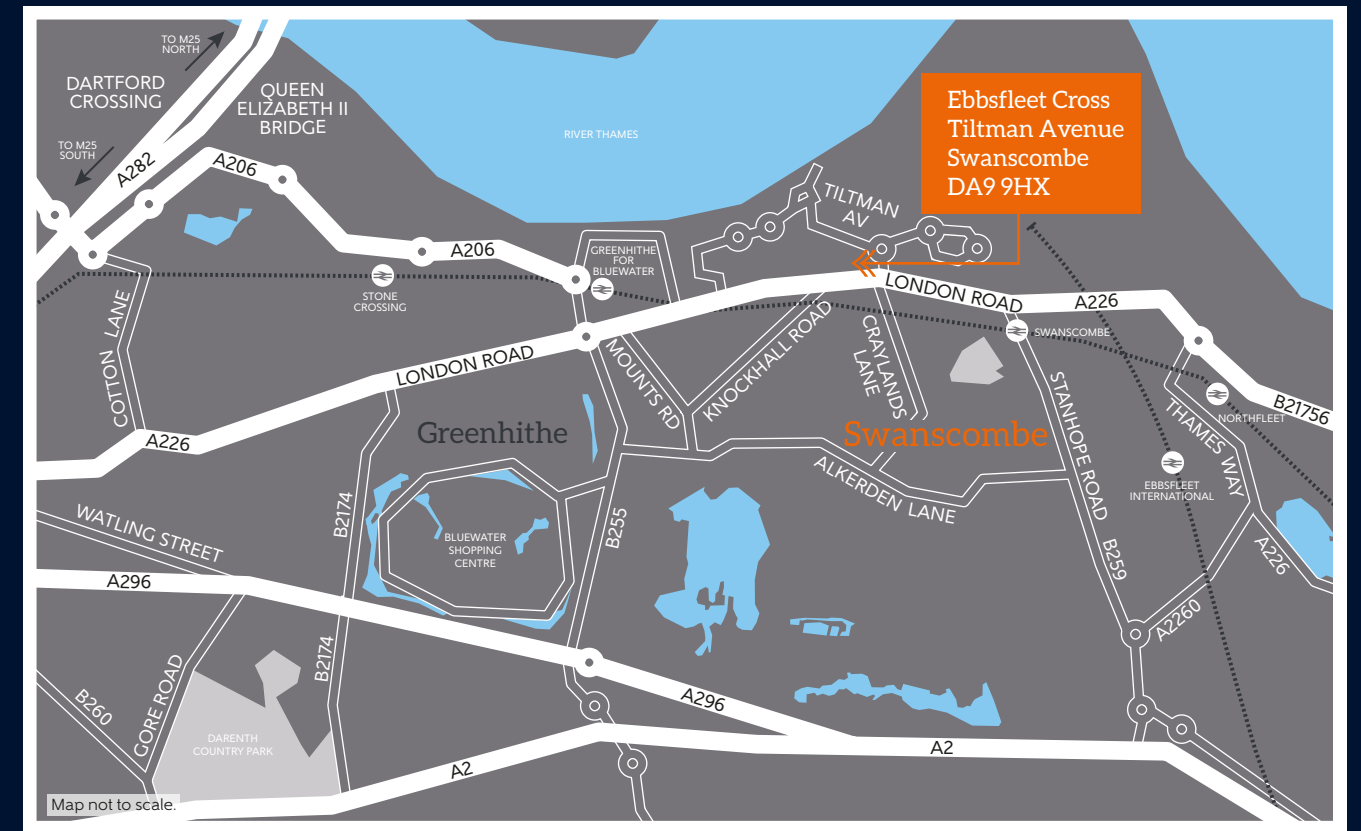 TO M25
NORTH
DARTFORD
CROSSING
QUEEN
ELIZABETH II
BRIDGE
TO M25
SOUTH
A282
A206
RIVER THAMES
Ebbsfleet Cross
Tiltman Avenue
Swanscombe
DA9 9HX
TILTMAN
AV
A206
GREENHITHE
FOR
BLUEWATER
STONE
CROSSING
LONDON ROAD
A226
SWANSCOMBE
COTTON LANE
LONDON ROAD
MOUNTS RD
KNOCKHALL ROAD
CRAYLANDS
LANE
STANHOPE ROAD
B21756
NORTHFLEET
THAMES WAY
A226
Greenhithe
Swanscombe
ALKERDEN LANE
EBBSFLEET
INTERNATIONAL
WATLING STREET
B2174
BLUEWATER
SHOPPING
CENTRE
B255
B259
A226
A296
A2260
B2174
GORE ROAD
B260
A296
DARENTH
COUNTRY PARK
A2
A2
Map not to scale.